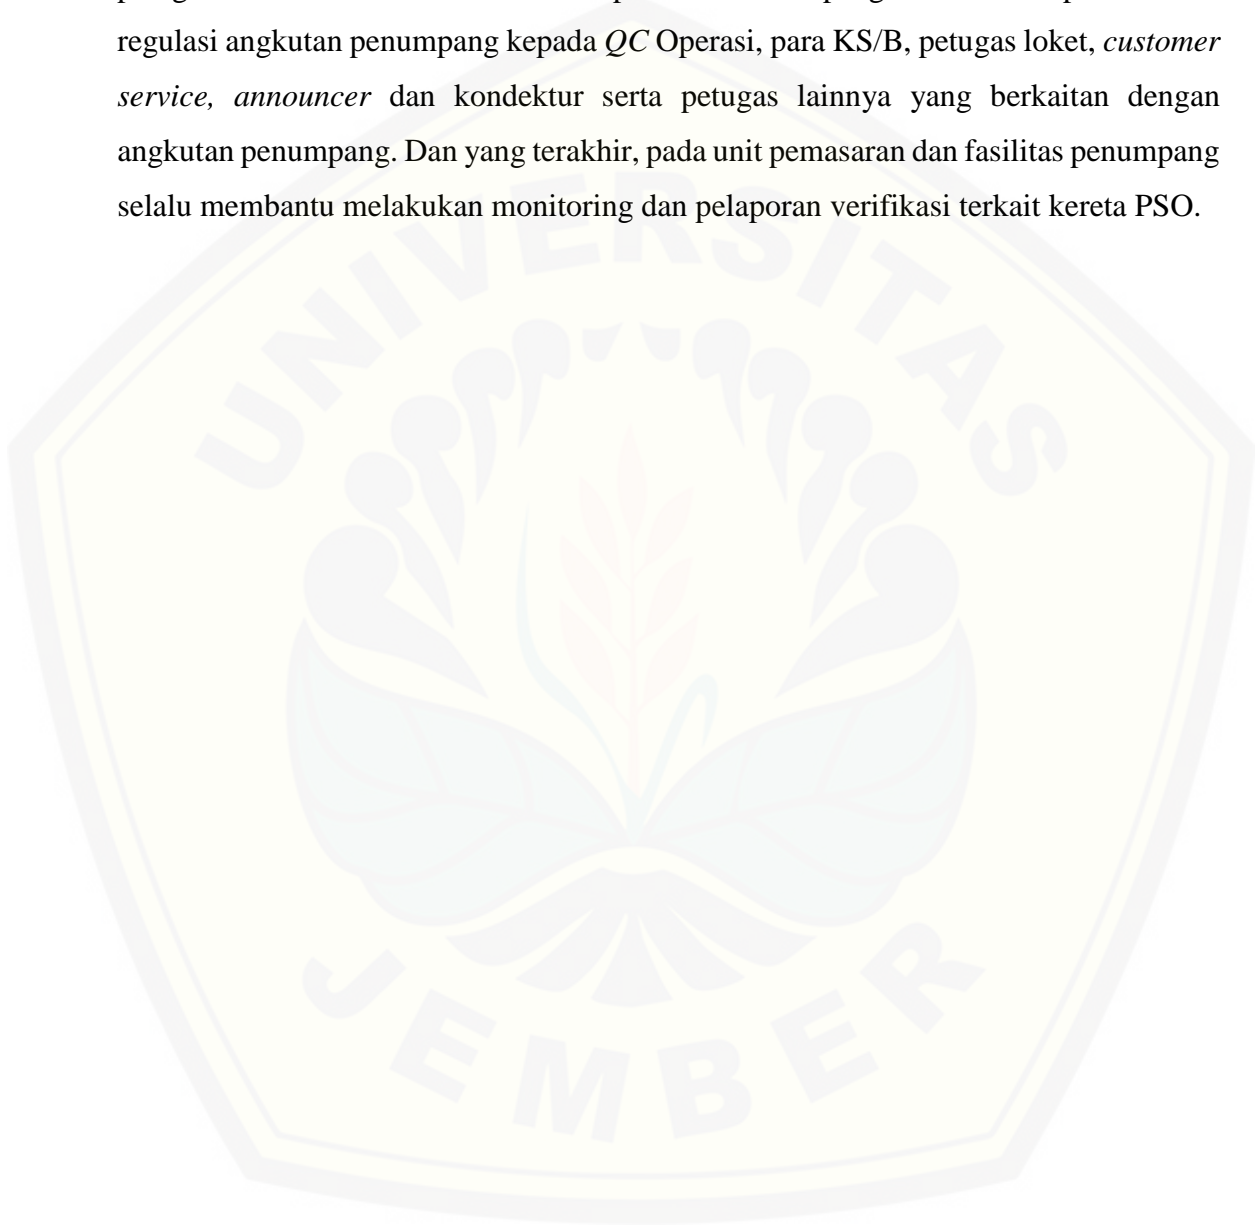 regulasi angkutan penumpang kepada QC Operasi, para KS/B, petugas loket, customer
service, announcer dan kondektur serta petugas lainnya yang berkaitan dengan
angkutan penumpang. Dan yang terakhir, pada unit pemasaran dan fasilitas penumpang
selalu membantu melakukan monitoring dan pelaporan verifikasi terkait kereta PSO.
UNIVERSITAS
JEMBER